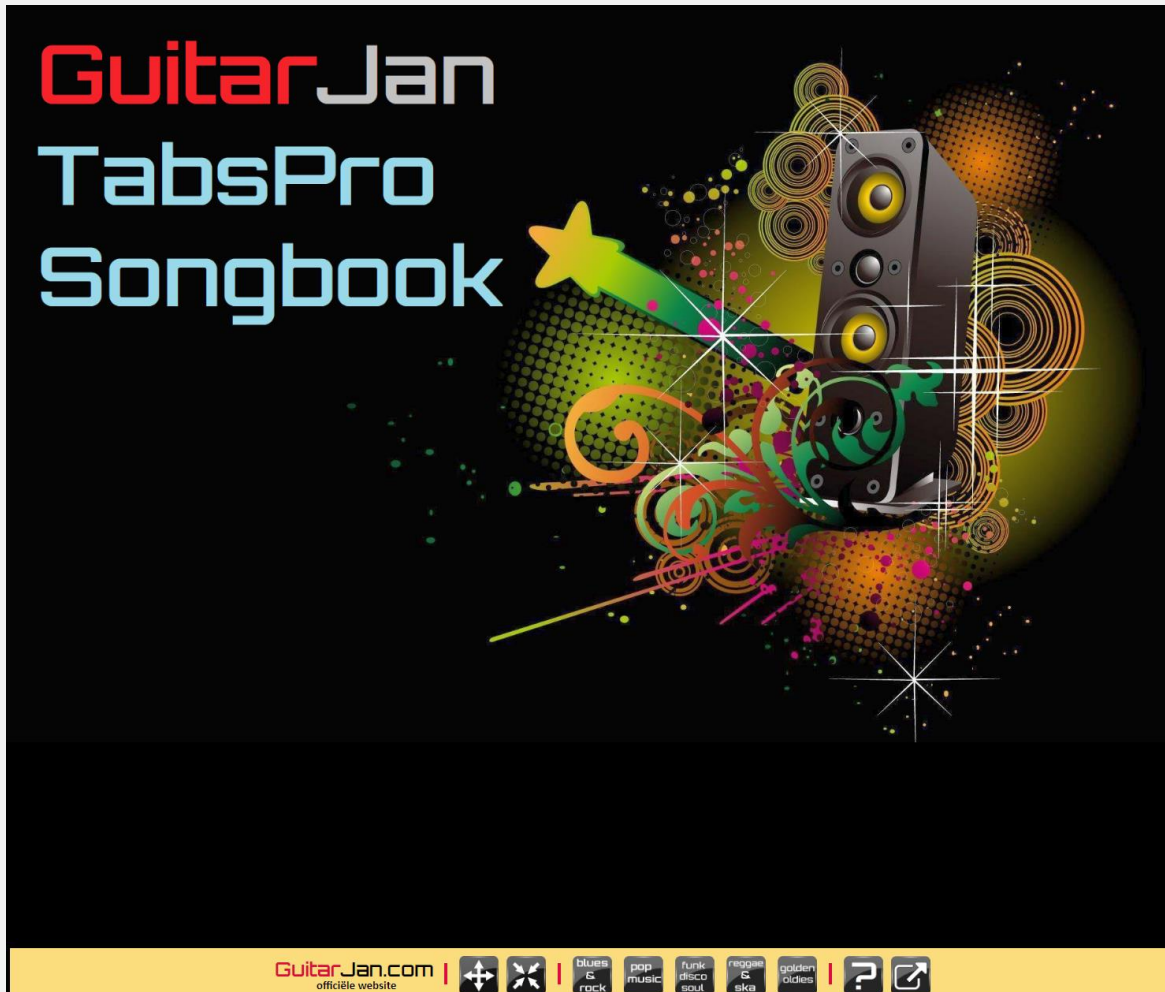 GuitarJan
TabsPro
Songbook
GuitarJan.com
officiële website
blues
&
rock
pop
music
funk
disco
soul
reggae
&
ska
golden
oldies
?